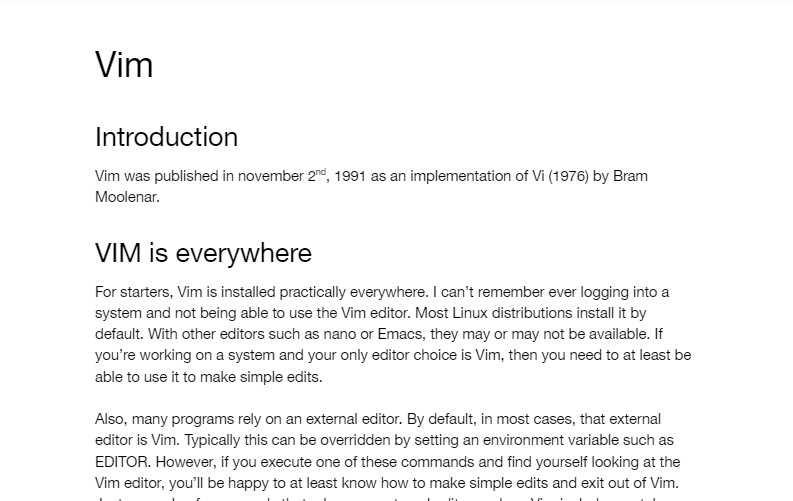 Vim
Introduction
Vim was published in november 2nd, 1991 as an implementation of Vi (1976) by Bram
Moolenar.
VIM is everywhere
For starters, Vim is installed practically everywhere. I can’t remember ever logging into a
system and not being able to use the Vim editor. Most Linux distributions install it by
default. With other editors such as nano or Emacs, they may or may not be available. If
you’re working on a system and your only editor choice is Vim, then you need to at least be
able to use it to make simple edits.
Also, many programs rely on an external editor. By default, in most cases, that external
editor is Vim. Typically this can be overridden by setting an environment variable such as
EDITOR. However, if you execute one of these commands and find yourself looking at the
Vim editor, you’ll be happy to at least know how to make simple edits and exit out of Vim.